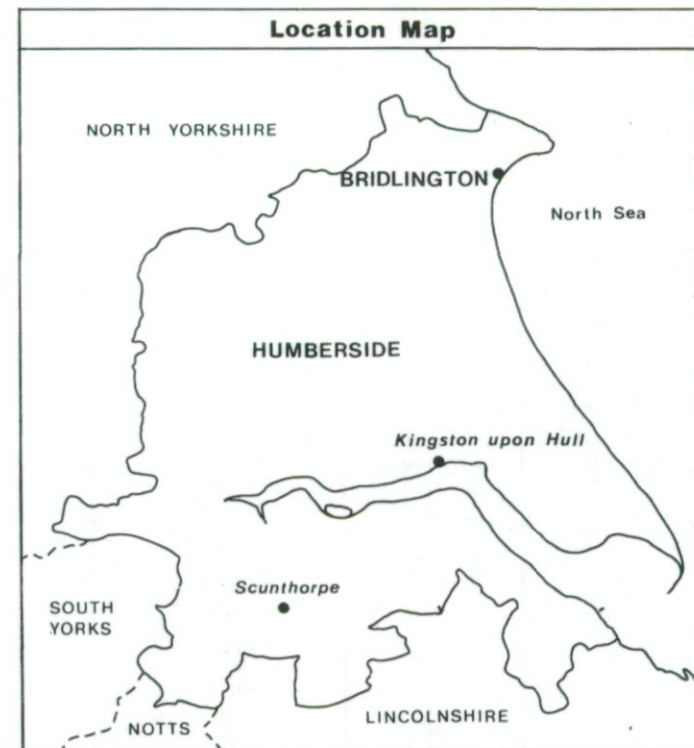 Location Map
NORTH YORKSHIRE
BRIDLINGTON
North Sea
HUMBERSIDE
Kingston upon Hull
Scunthorpe
SOUTH
YORKS
NOTTS
LINCOLNSHIRE